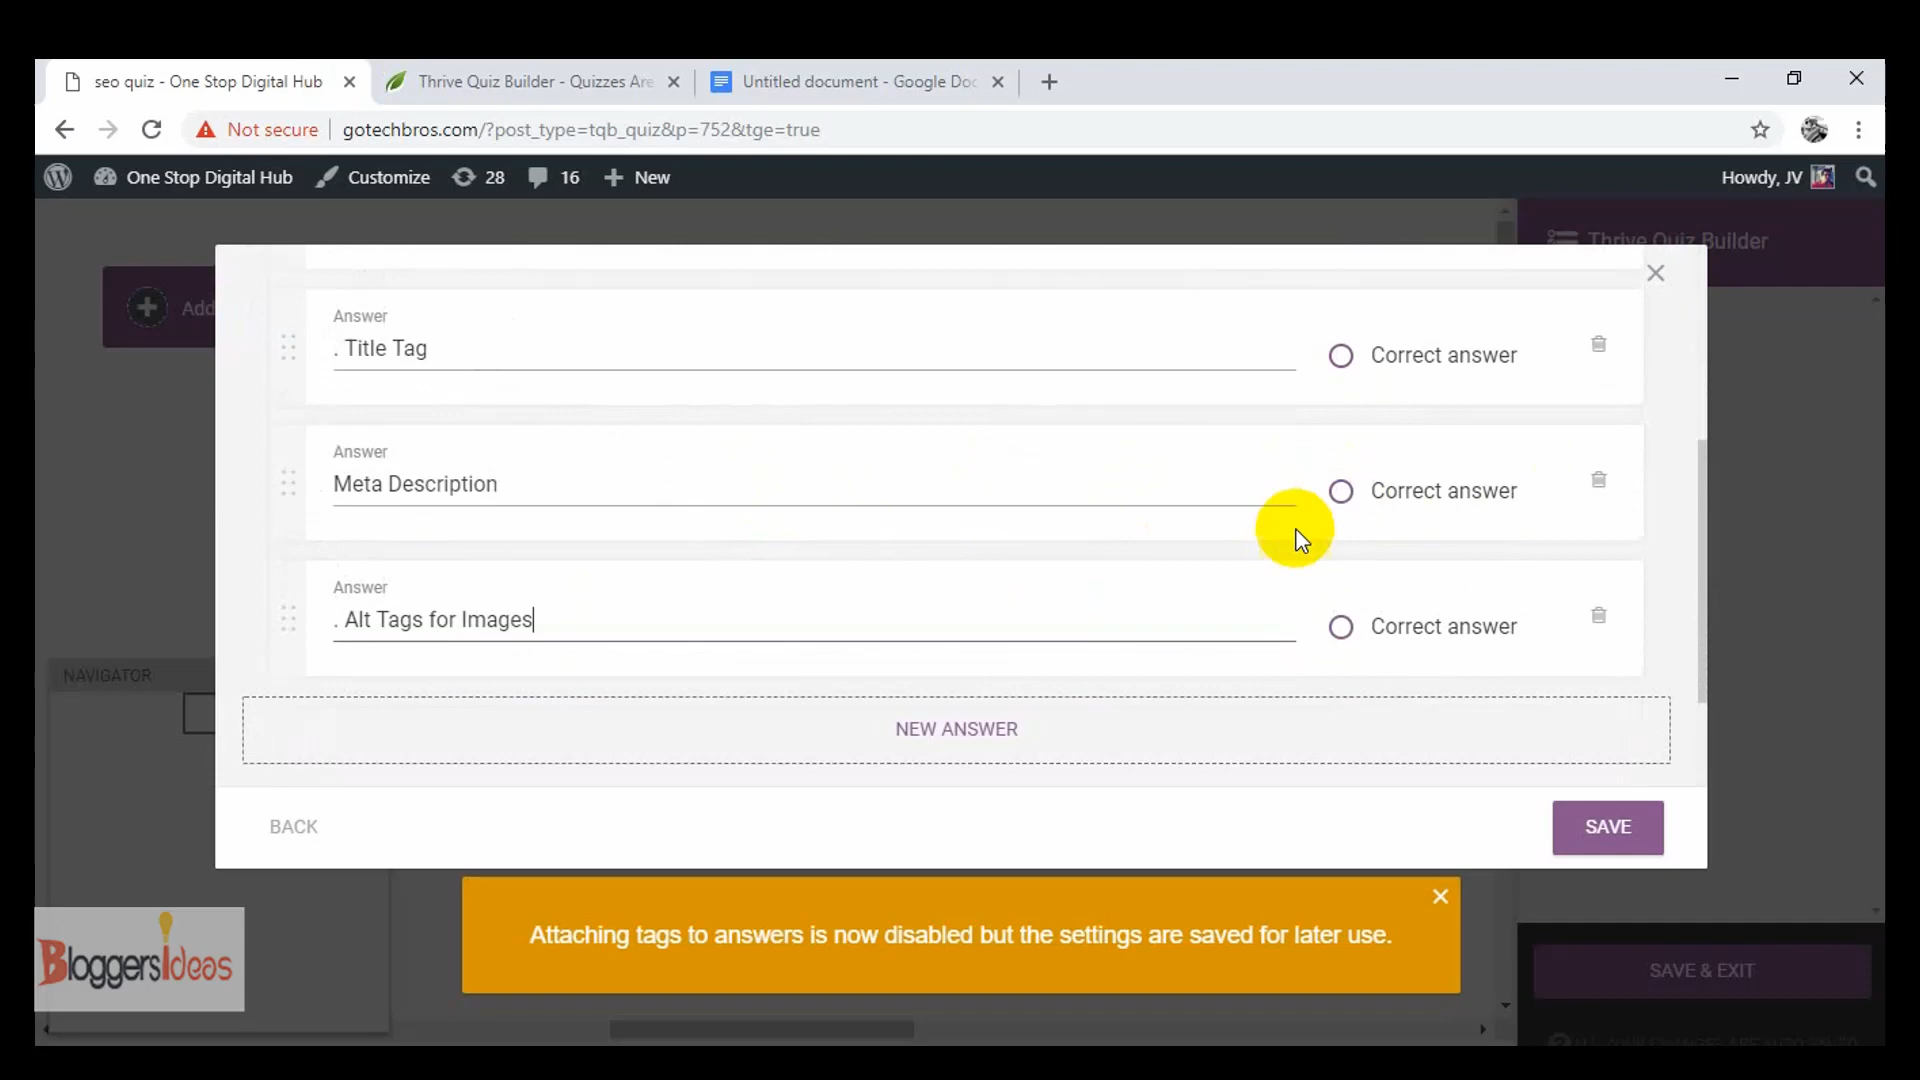 seo quiz - One Stop Digital Hub
Thrive Quiz Builder - Quizzes Are
Untitled document - Google Doc
Not secure
gotechbros.com/?post_type=tqb_quiz&p=752&tge=true
One Stop Digital Hub
Customize
28
16
New
Howdy, JV
Thrive Quiz Builder
Add
Answer
. Title Tag
Correct answer
Answer
Meta Description
Correct answer
Answer
. Alt Tags for Images
Correct answer
NAVIGATOR
NEW ANSWER
BACK
SAVE
Attaching tags to answers is now disabled but the settings are saved for later use.
BloggersIdeas
SAVE & EXIT